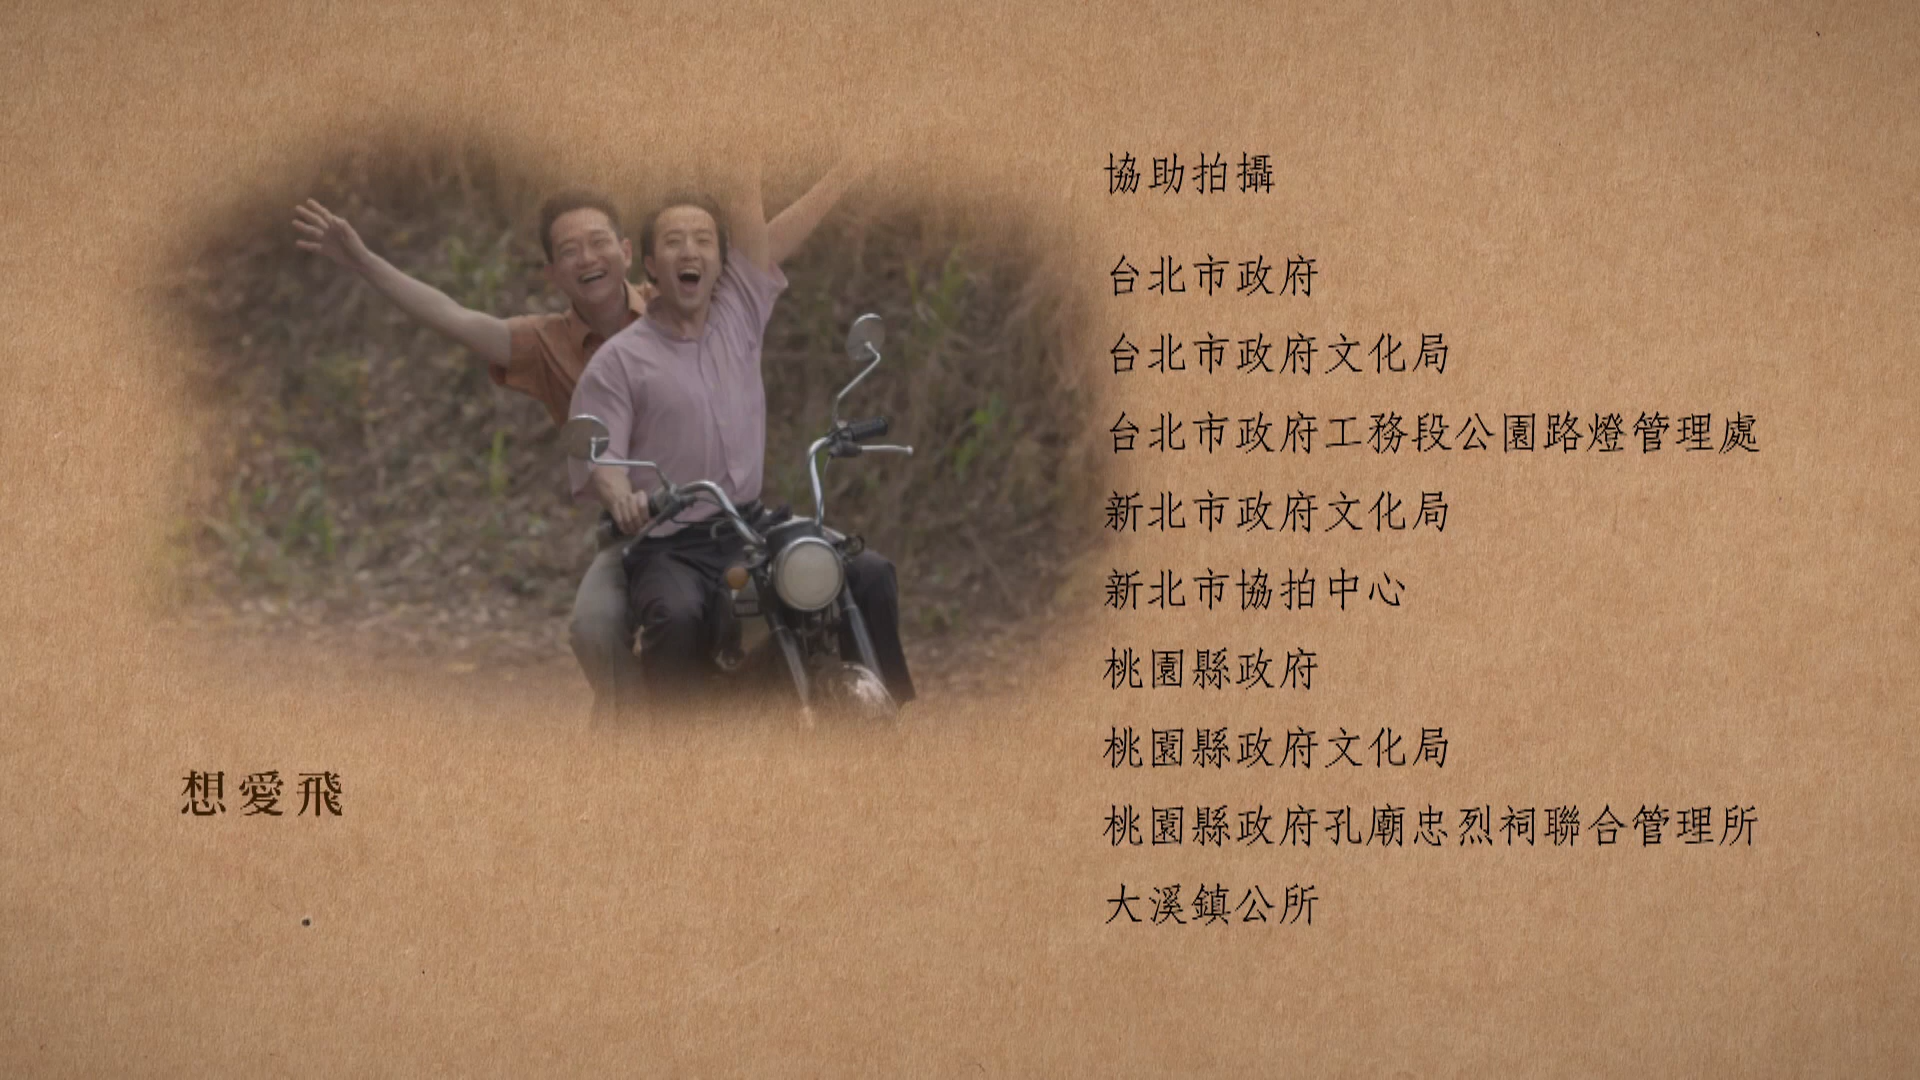 協助拍攝
台北市政府
台北市政府文化局
台北市政府工務段公園路燈管理處
新北市政府文化局
新北市協拍中心
桃園縣政府
桃園縣政府文化局
桃園縣政府孔廟忠烈祠聯合管理所
大溪鎮公所
想愛飛